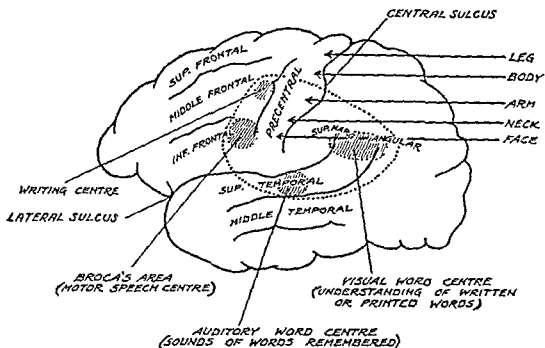 CENTRAL SULCUS
LEG
BODY
ARM
NECK
FACE
SUP. FRONTAL
MIDDLE FRONTAL
INF. FRONTAL
PRECENTRAL
SUP. MAR.
ANGULAR
SUP. TEMPORAL
MIDDLE TEMPORAL
WRITING CENTRE
LATERAL SULCUS
BROCA'S AREA
(MOTOR SPEECH CENTRE)
VISUAL WORD CENTRE
(UNDERSTANDING OF WRITTEN
OR PRINTED WORDS)
AUDITORY WORD CENTRE
(SOUNDS OF WORDS REMEMBERED)